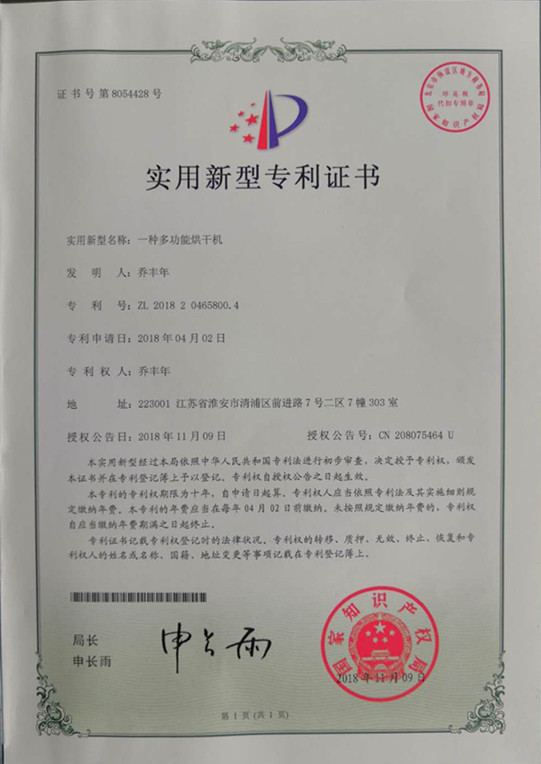 证书号第8054428号
印花税
代扣专用章
实用新型专利证书
实用新型名称：一种多功能烘干机
发明人：乔丰年
专利号：ZL 2018 2 0465800.4
专利申请日：2018年04月02日
专利权人：乔丰年
地址：223001 江苏省淮安市清浦区前进路7号二区7幢303室
授权公告日：2018年11月09日 授权公告号：CN 208075464 U
本实用新型经过本局依照中华人民共和国专利法进行初步审查，决定授予专利权，颁发
本证书并在专利登记簿上予以登记。专利权自授权公告之日起生效。
本专利的专利权期限为十年，自申请日起算。专利权人应当依照专利法及其实施细则规
定缴纳年费。本专利的年费应当在每年04月02日前缴纳。未按照规定缴纳年费的，专利权
自应当缴纳年费期满之日起终止。
专利证书记载专利权登记时的法律状况。专利权的转移、质押、无效、终止、恢复和专
利权人的姓名或名称、国籍、地址变更等事项记载在专利登记簿上。
局长
申长雨
申长雨
国家知识产权局
2018年11月09日
第1页(共1页)